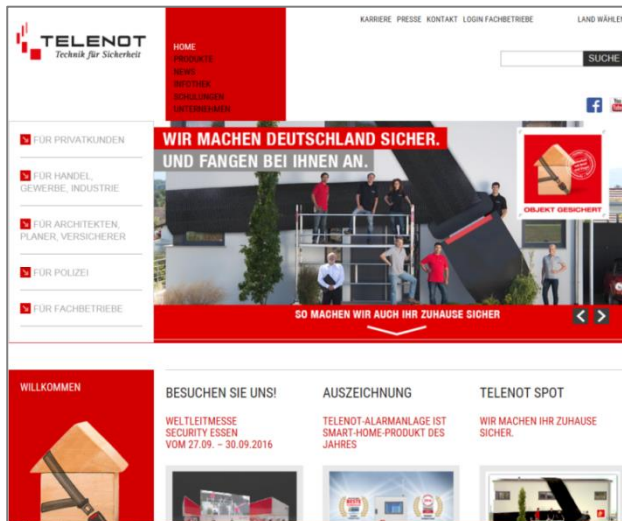 TELENOT
Technik für Sicherheit
HOME
PRODUKTE
NEWS
INFOTHEK
SCHULUNGEN
UNTERNEHMEN
KARRIERE PRESSE KONTAKT LOGIN FACHBETRIEBE LAND WÄHLEN
SUCHE
FÜR PRIVATKUNDEN
FÜR HANDEL,
GEWERBE, INDUSTRIE
FÜR ARCHITEKTEN,
PLANER, VERSICHERER
FÜR POLIZEI
FÜR FACHBETRIEBE
WIR MACHEN DEUTSCHLAND SICHER.
UND FANGEN BEI IHNEN AN.
OBJEKT GESICHERT
SO MACHEN WIR AUCH IHR ZUHAUSE SICHER
WILLKOMMEN
BESUCHEN SIE UNS!
WELTLEITMESSE
SECURITY ESSEN
VOM 27.09. – 30.09.2016
AUSZEICHNUNG
TELENOT-ALARMANLAGE IST
SMART-HOME-PRODUKT DES
JAHRES
TELENOT SPOT
WIR MACHEN IHR ZUHAUSE
SICHER.